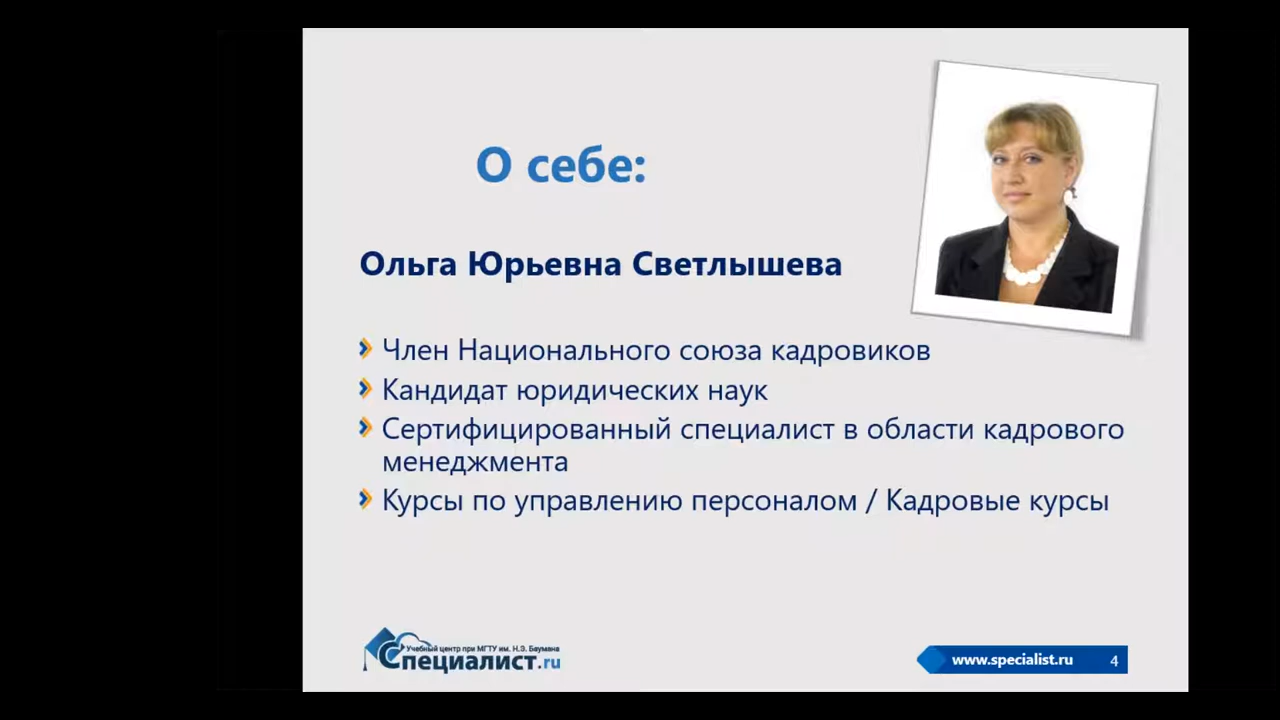 О себе:
Ольга Юрьевна Светлышева
Член Национального союза кадровиков
Кандидат юридических наук
Сертифицированный специалист в области кадрового
менеджмента
Курсы по управлению персоналом / Кадровые курсы
Учебный центр при МГТУ им. Н.Э. Баумана
Специалист.ru
www.specialist.ru 4